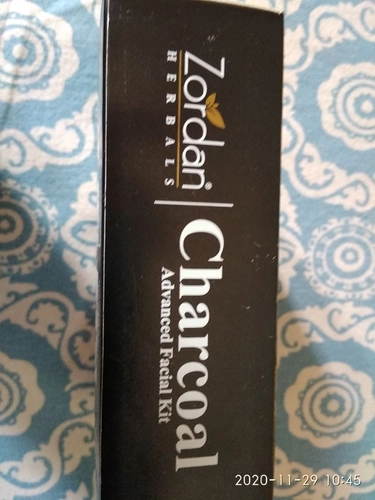 Zordan®
HERBALS
Charcoal
Advanced Facial Kit
2020-11-29 10:45